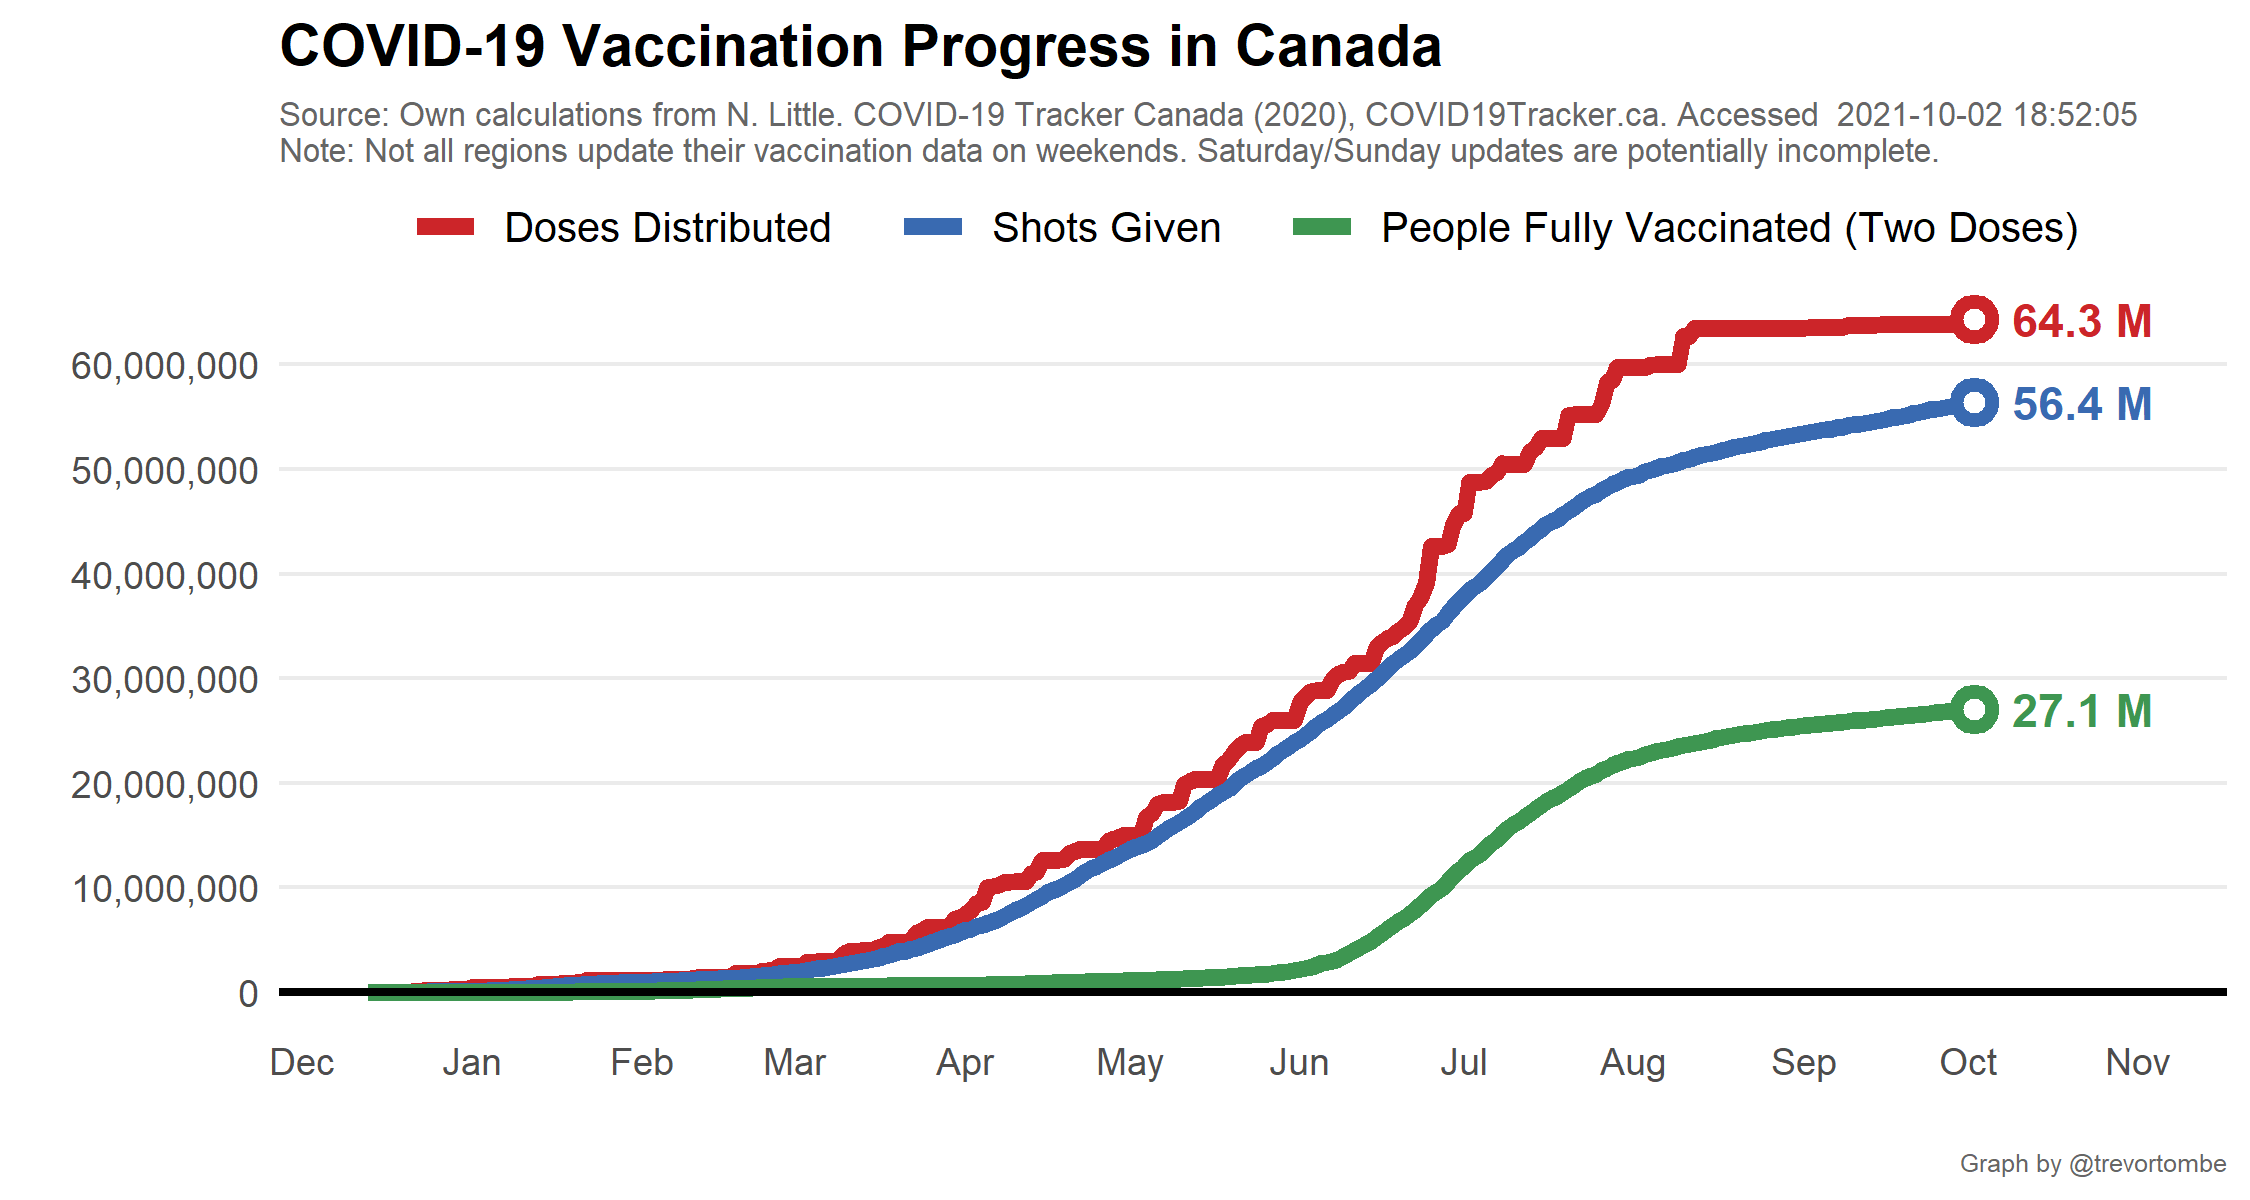 COVID-19 Vaccination Progress in Canada
Source: Own calculations from N. Little. COVID-19 Tracker Canada (2020), COVID19Tracker.ca. Accessed  2021-10-02 18:52:05
Note: Not all regions update their vaccination data on weekends. Saturday/Sunday updates are potentially incomplete.
Doses Distributed Shots Given People Fully Vaccinated (Two Doses)
64.3 M
60,000,000
56.4 M
50,000,000
40,000,000
30,000,000
27.1 M
20,000,000
10,000,000
0
Dec Jan Feb Mar Apr May Jun Jul Aug Sep Oct Nov
Graph by @trevortombe